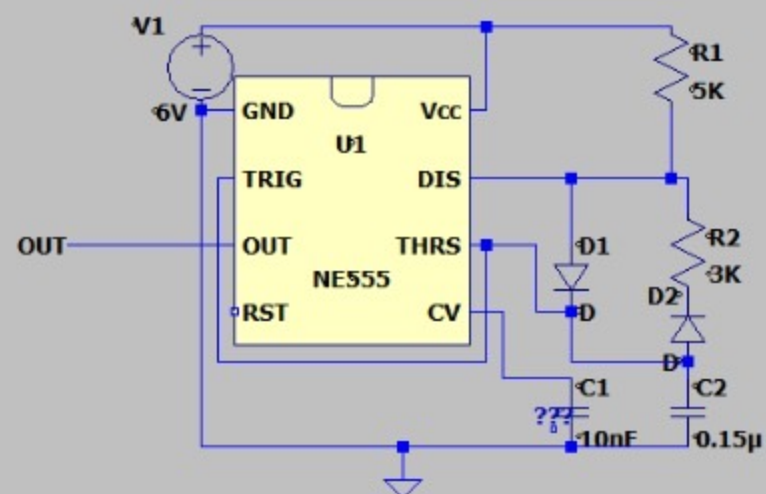 V1
R1
6V
GND
Vcc
5K
U1
TRIG
DIS
OUT
OUT
THRS
D1
R2
NE555
3K
D2
RST
CV
D
D
C1
C2
???
10nF
0.15µ